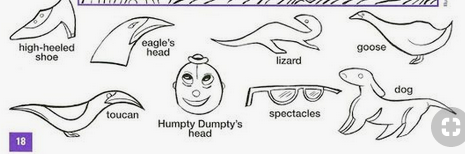 high-heeled
shoe
eagle's
head
lizard
goose
toucan
Humpty Dumpty's
head
spectacles
dog
18